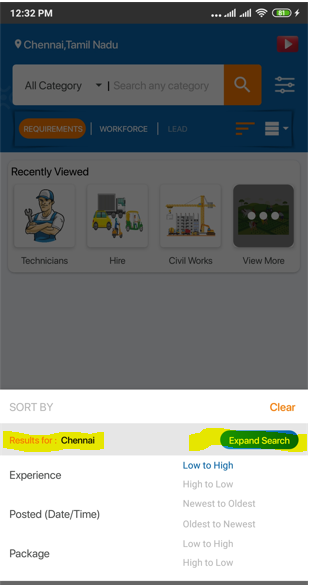 12:32 PM
81
Chennai,Tamil Nadu
All Category
Search any category
REQUIREMENTS
WORKFORCE
LEAD
Recently Viewed
Technicians
Hire
Civil Works
View More
SORT BY
Clear
Results for : Chennai
Expand Search
Experience
Low to High
High to Low
Posted (Date/Time)
Newest to Oldest
Oldest to Newest
Package
Low to High
High to Low